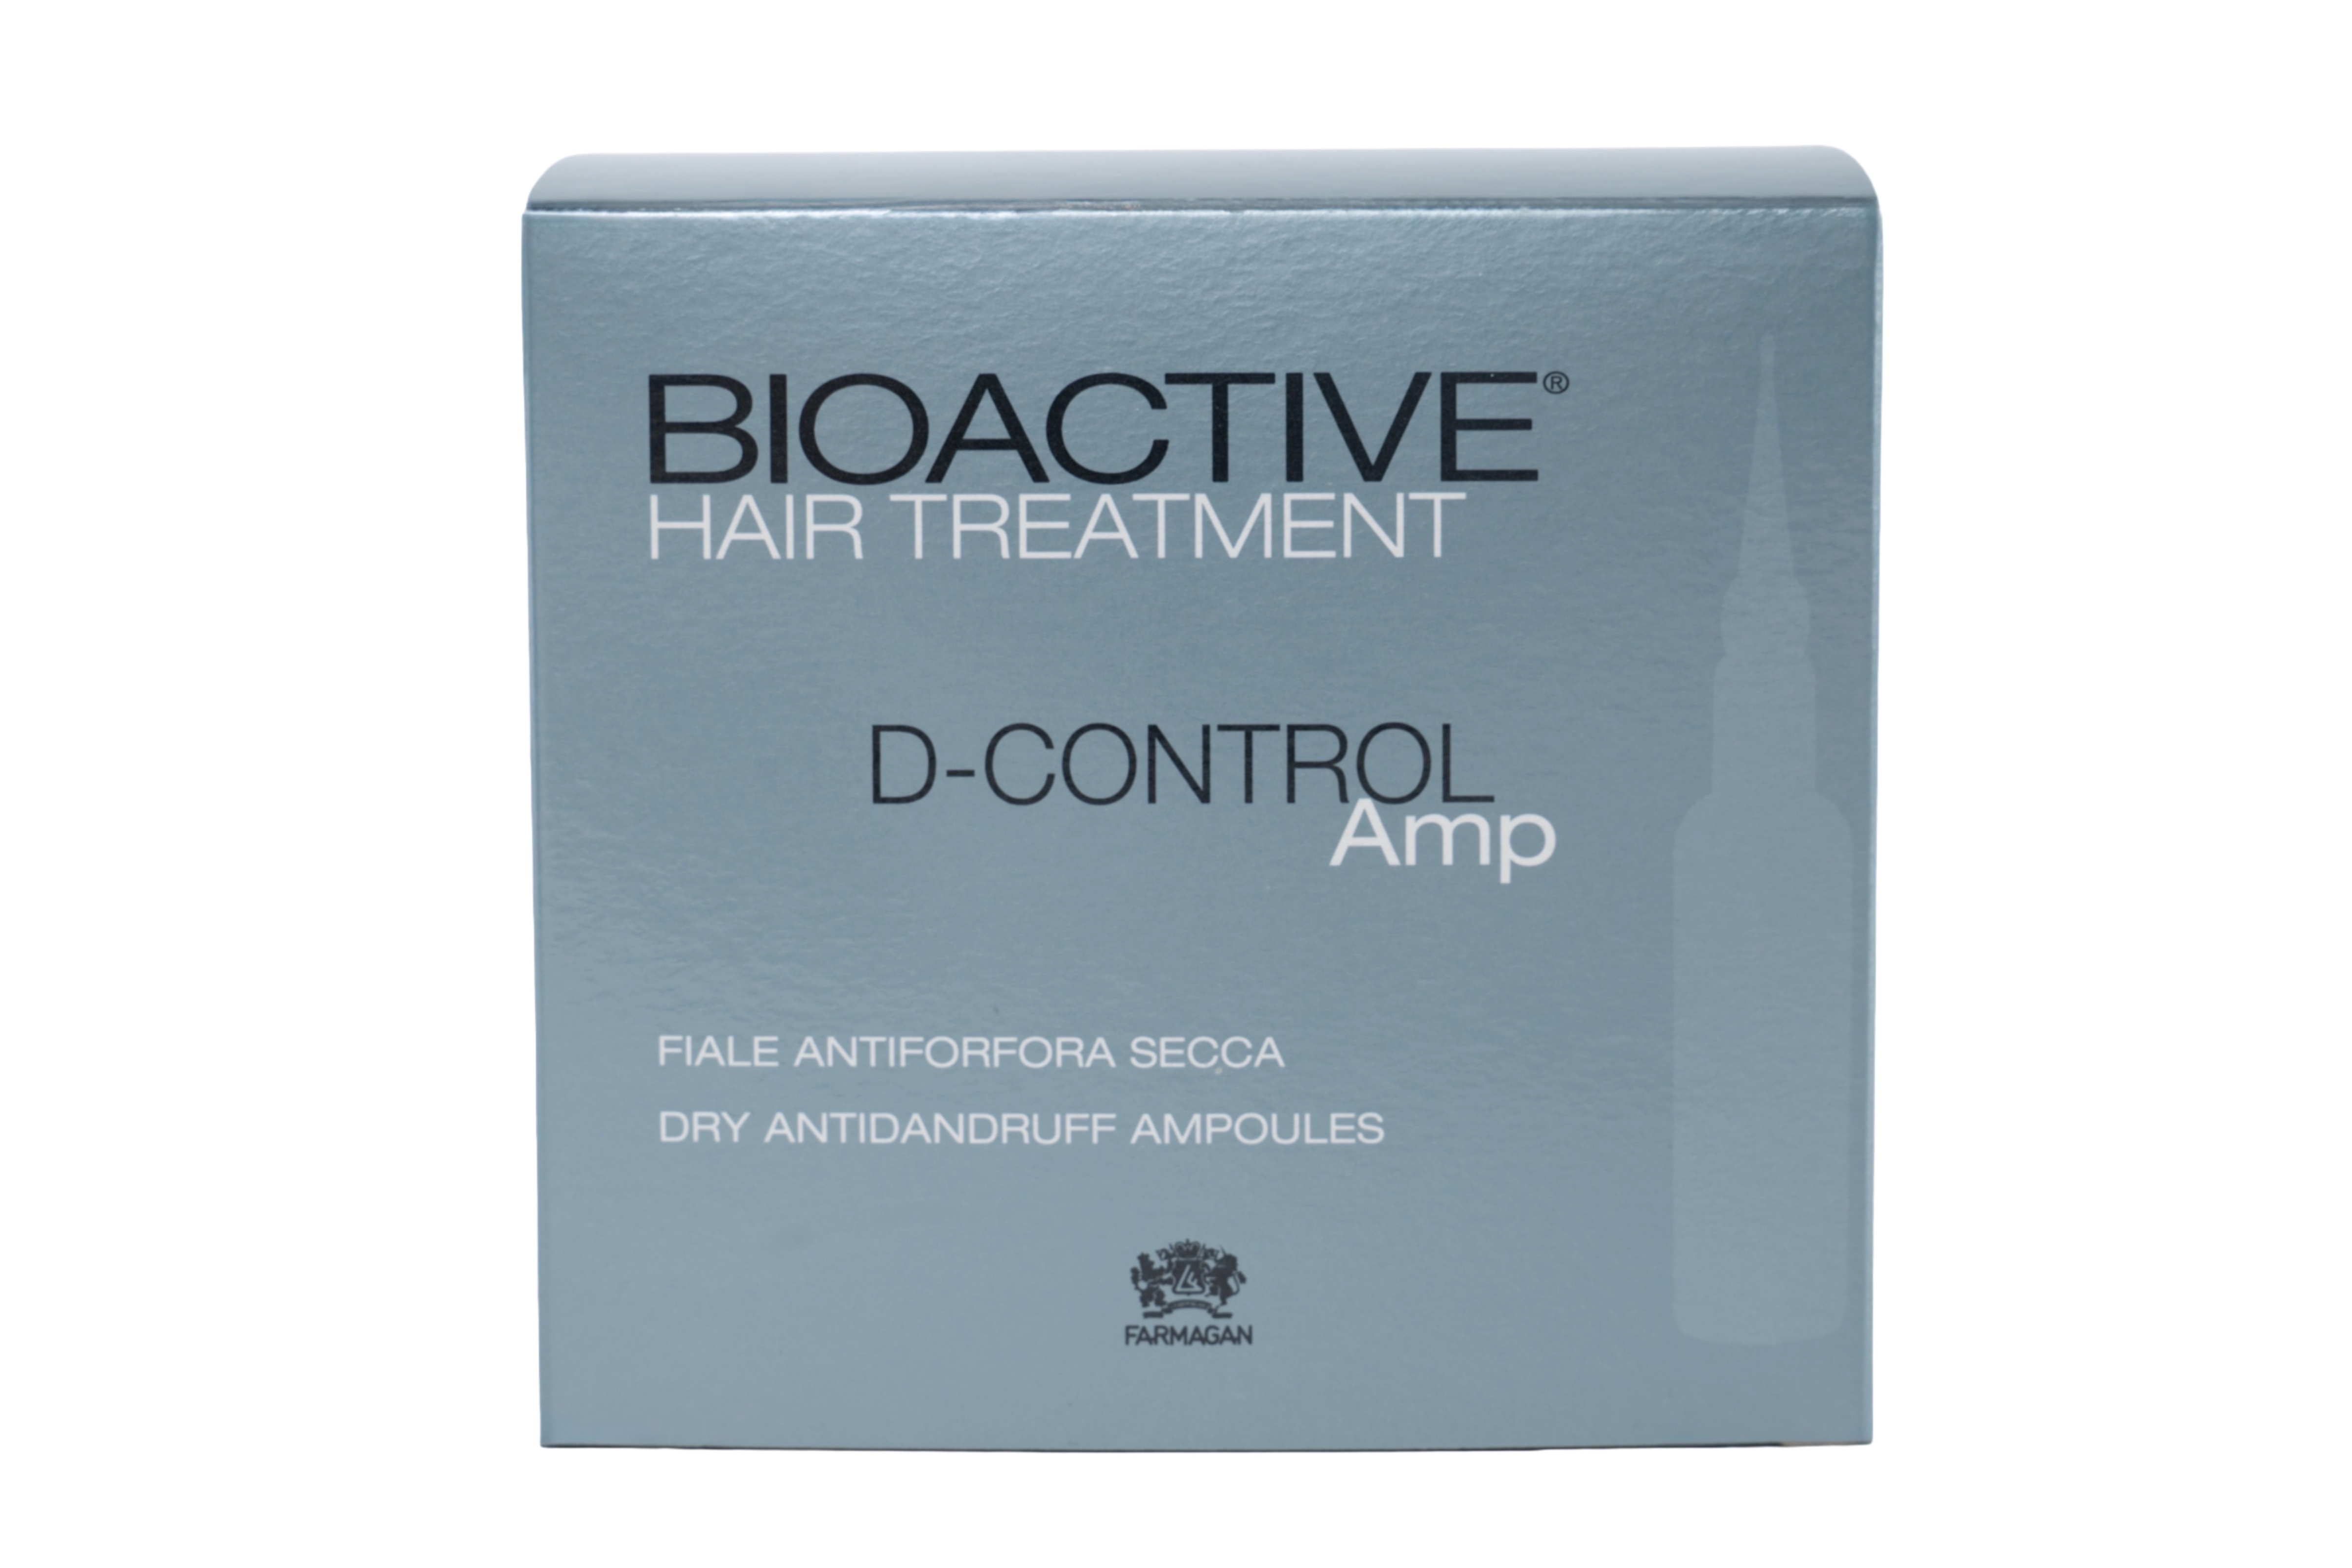 BIOACTIVE®
HAIR TREATMENT
D-CONTROL
Amp
FIALE ANTIFORFORA SECCA
DRY ANTIDANDRUFF AMPOULES
FARMAGAN